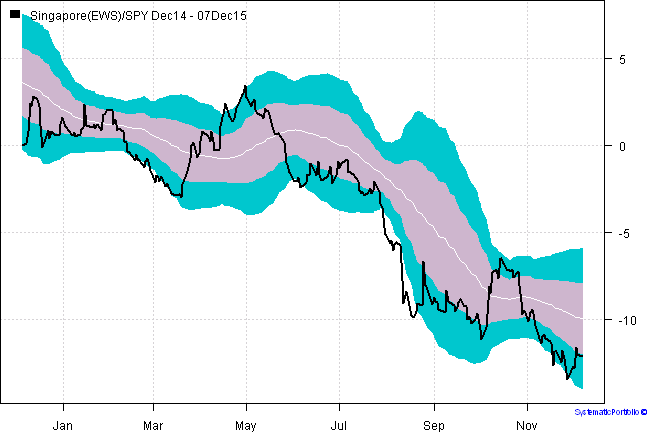 Singapore(EWS)/SPY Dec14 - 07Dec15
5
0
-5
-10
Jan Mar May Jul Sep Nov
SystematicPortfolio ©